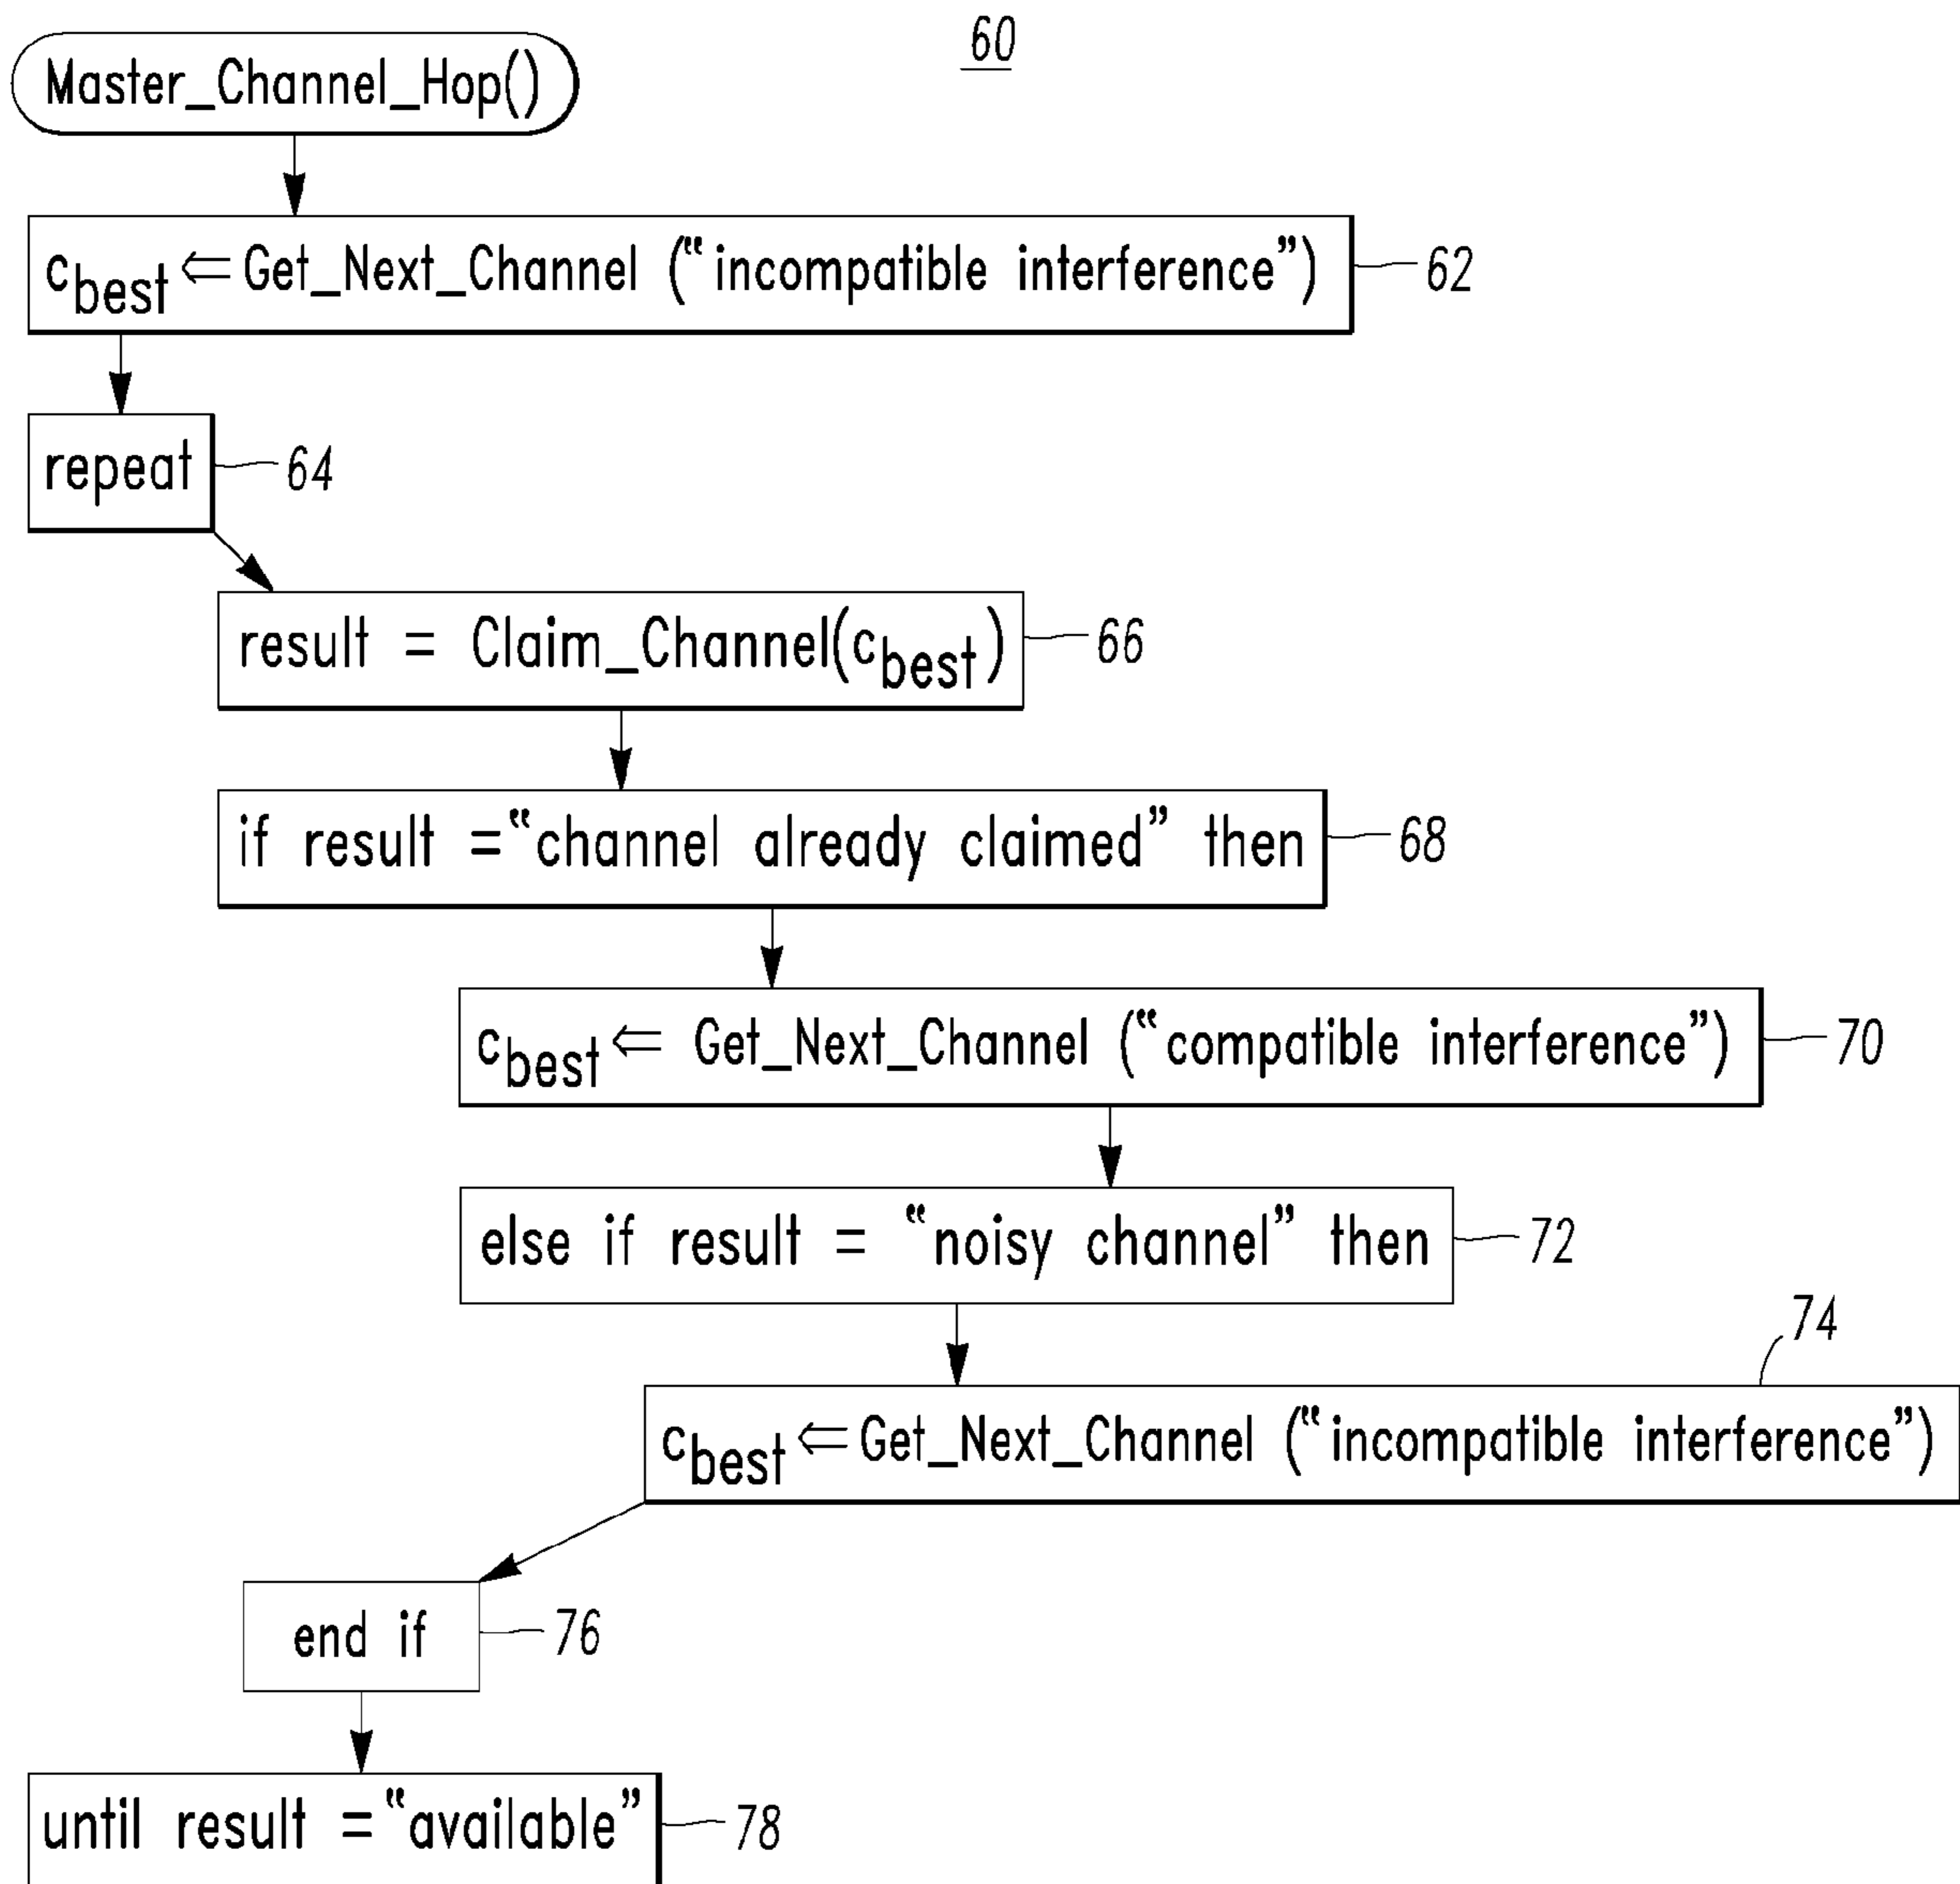 60
Master_Channel_Hop()
cbest ⇐ Get_Next_Channel (“incompatible interference”)
62
repeat
64
result = Claim_Channel(cbest)
66
if result =“channel already claimed” then
68
cbest ⇐ Get_Next_Channel (“compatible interference”)
70
else if result = “noisy channel” then
72
74
cbest ⇐ Get_Next_Channel (“incompatible interference”)
end if
76
until result =“available”
78